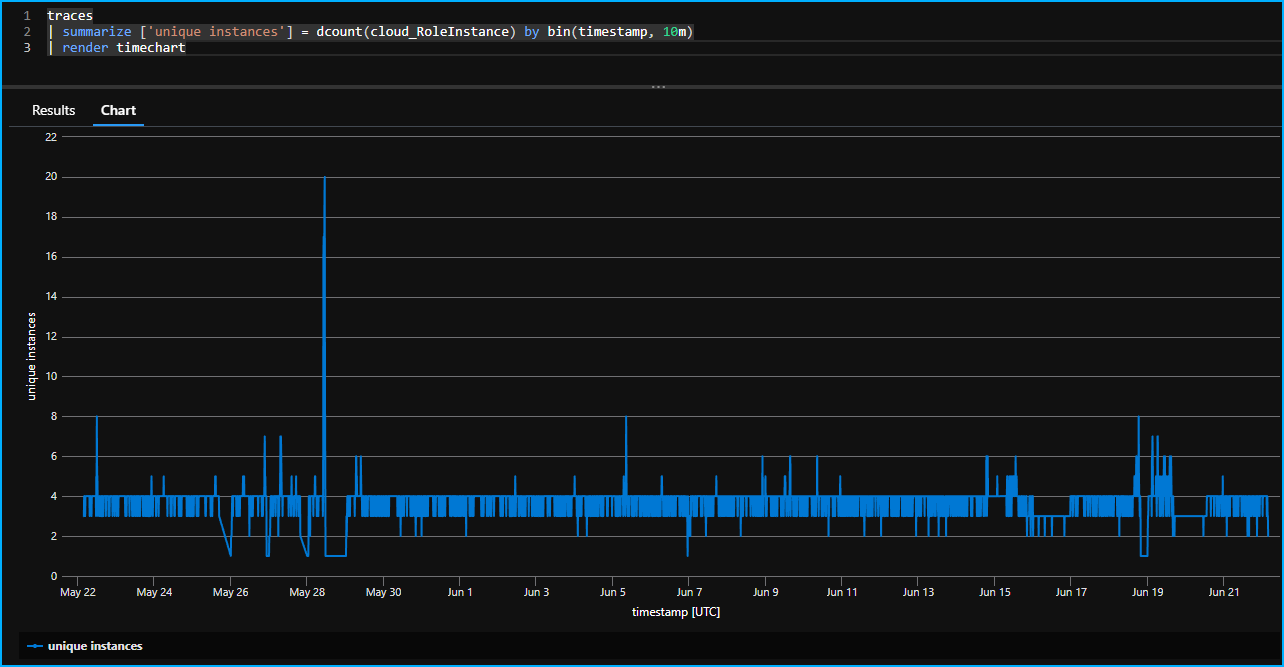 1 traces
2 | summarize ['unique instances'] = dcount(cloud_RoleInstance) by bin(timestamp, 10m)
3 | render timechart
...
Results Chart
22
20
18
16
14
12
10
8
6
4
2
0
unique instances
May 22 May 24 May 26 May 28 May 30 Jun 1 Jun 3 Jun 5 Jun 7 Jun 9 Jun 11 Jun 13 Jun 15 Jun 17 Jun 19 Jun 21
timestamp [UTC]
unique instances